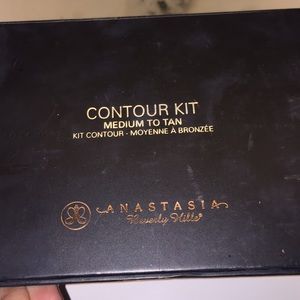 CONTOUR KIT
MEDIUM TO TAN
KIT CONTOUR - MOYENNE À BRONZÉE
ANASTASIA
Beverly Hills®